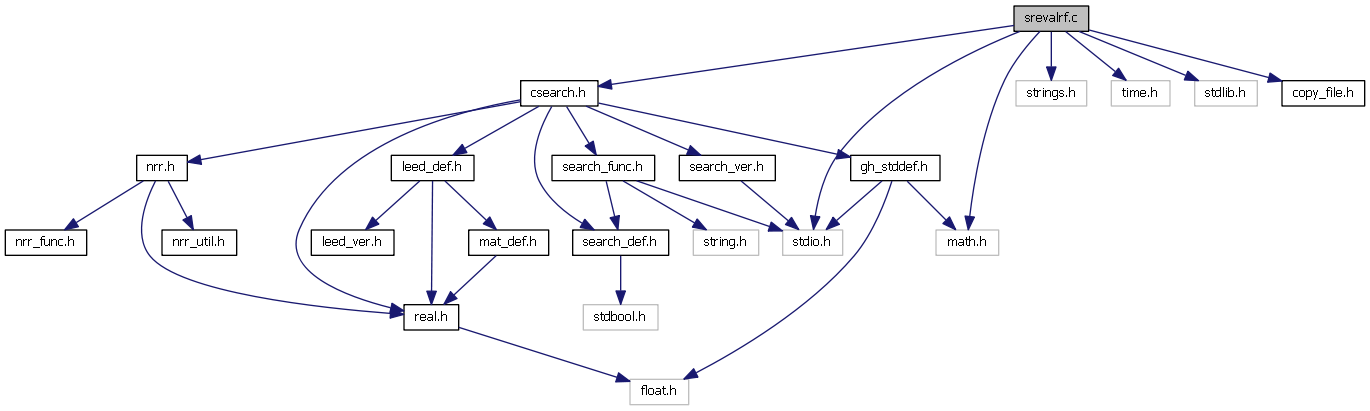 srevalrf.c
csearch.h
strings.h
time.h
stdlib.h
copy_file.h
nrr.h
leed_def.h
search_func.h
search_ver.h
gh_stddef.h
nrr_func.h
nrr_util.h
leed_ver.h
mat_def.h
search_def.h
string.h
stdio.h
math.h
real.h
stdbool.h
float.h